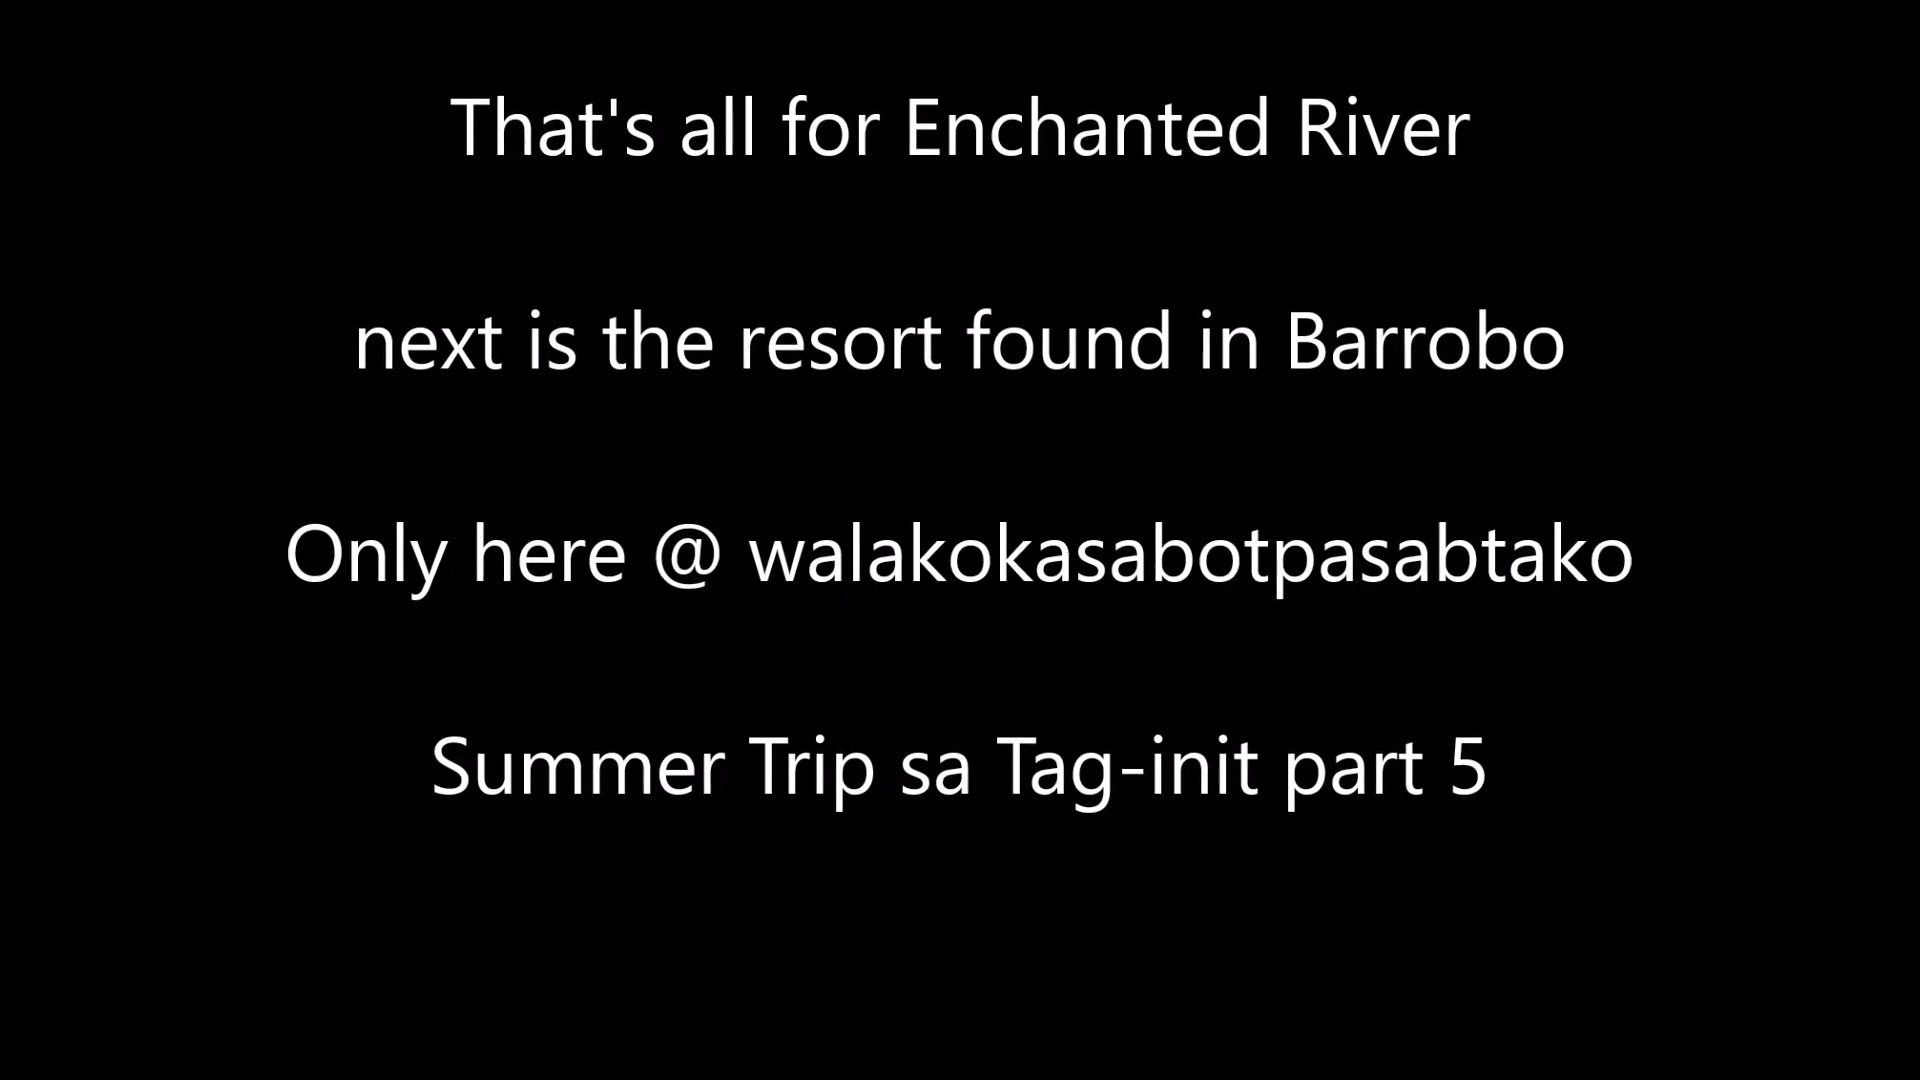 That's all for Enchanted River
next is the resort found in Barrobo
Only here @ walakokasabotpasabtako
Summer Trip sa Tag-init part 5